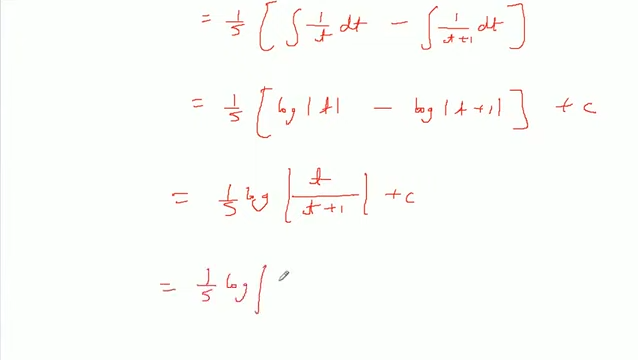 = 1/5 [ ∫ 1/t dt − ∫ 1/t+1 dt ]
= 1/5 [ log |t| − log |t+1| ] + c
= 1/5 log | t/t+1 | + c
= 1/5 log |